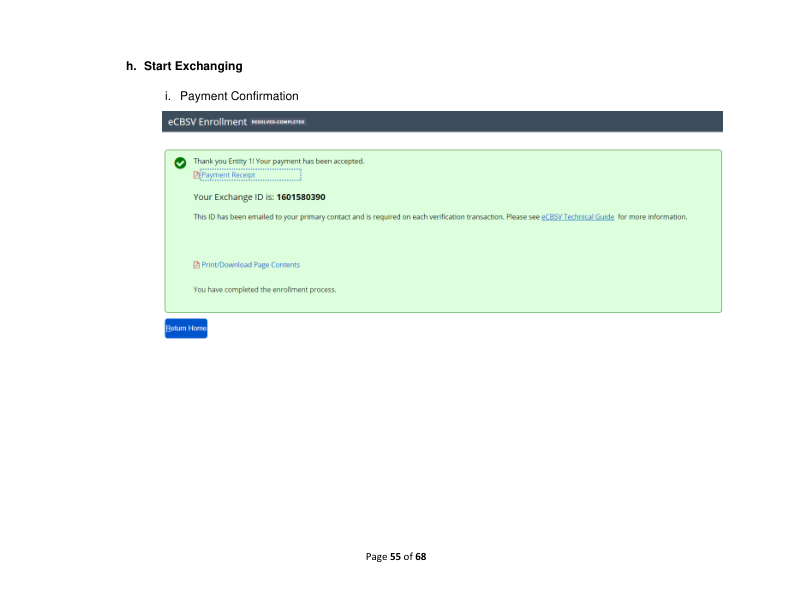 h. Start Exchanging
i. Payment Confirmation
eCBSV Enrollment RESOLVED-COMPLETED
Thank you Entity 1! Your payment has been accepted.
Payment Receipt
Your Exchange ID is: 1601580390
This ID has been emailed to your primary contact and is required on each verification transaction. Please see eCBSV Technical Guide for more information.
Print/Download Page Contents
You have completed the enrollment process.
Return Home
Page 55 of 68